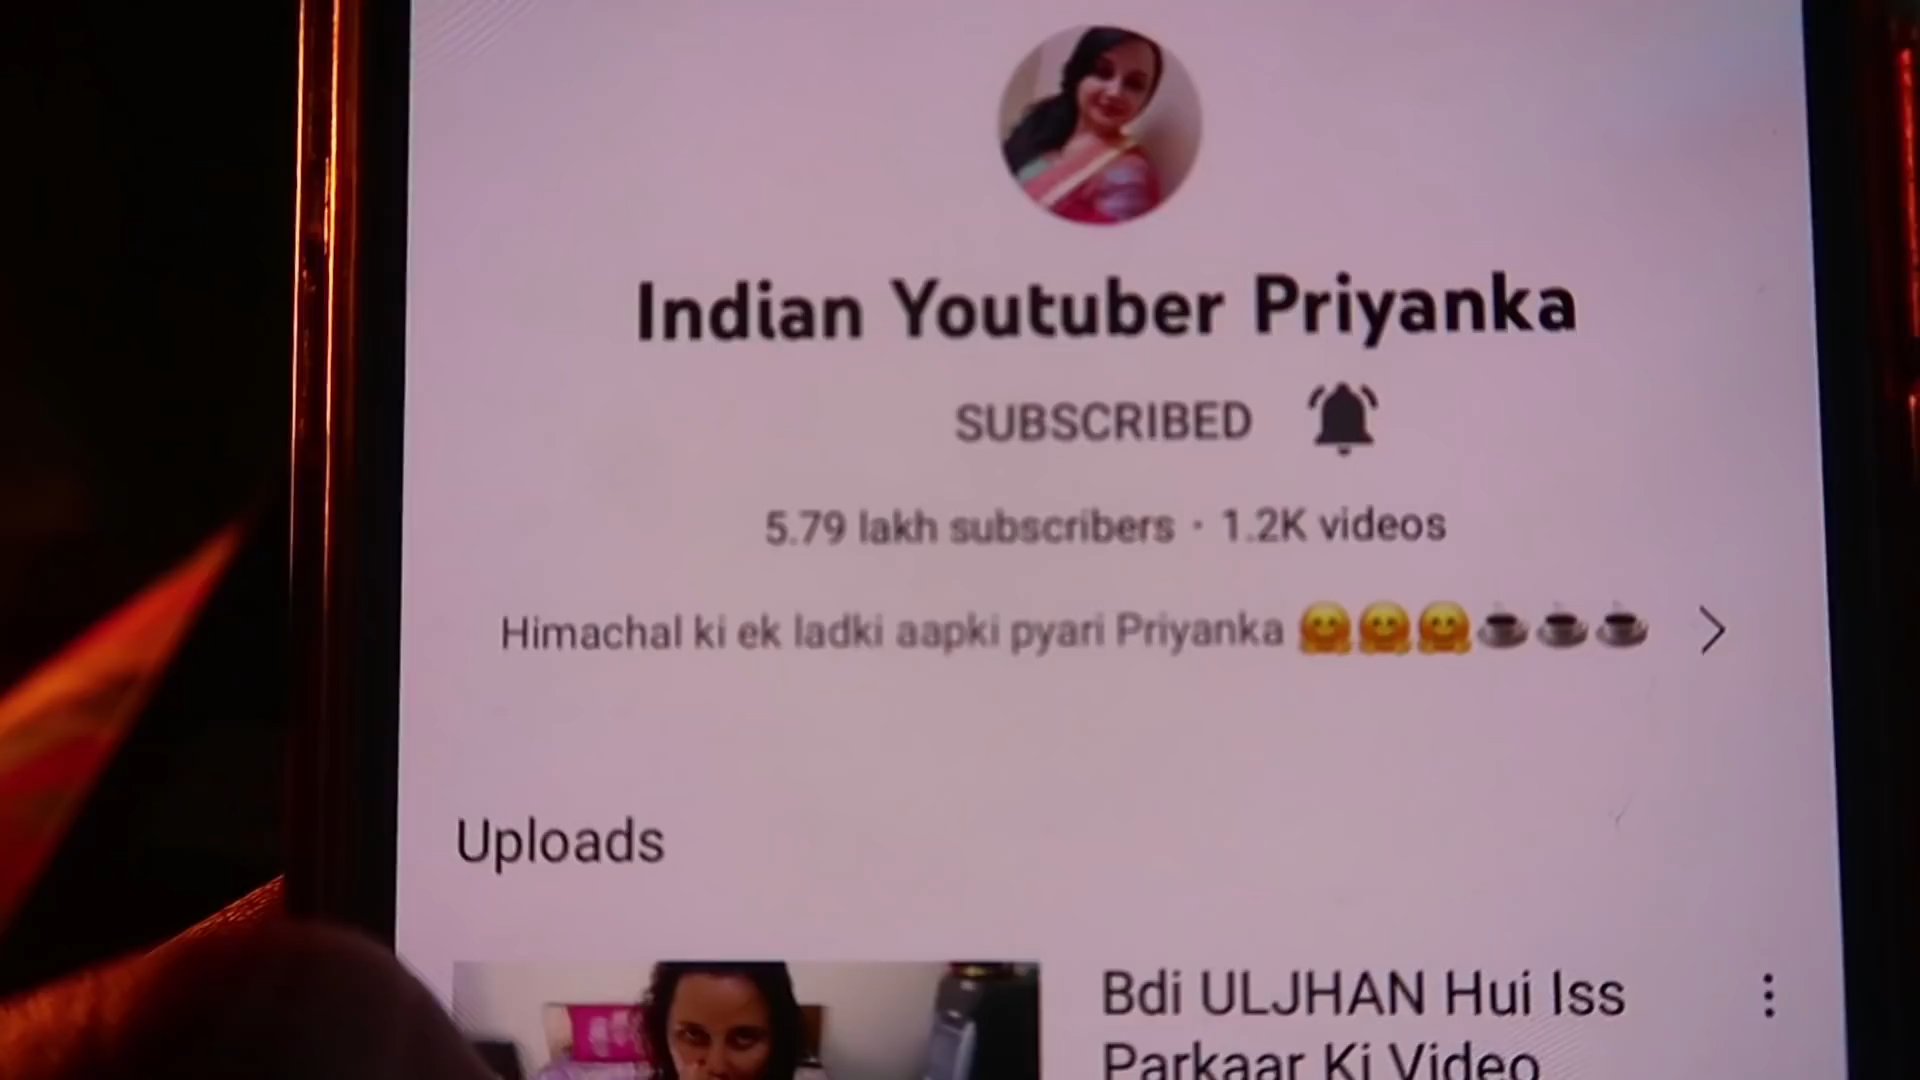 Indian Youtuber Priyanka
SUBSCRIBED
5.79 lakh subscribers · 1.2K videos
Himachal ki ek ladki aapki pyari Priyanka 🤗🤗🤗☕☕☕
Uploads
Bdi ULJHAN Hui Iss
Parkaar Ki Video